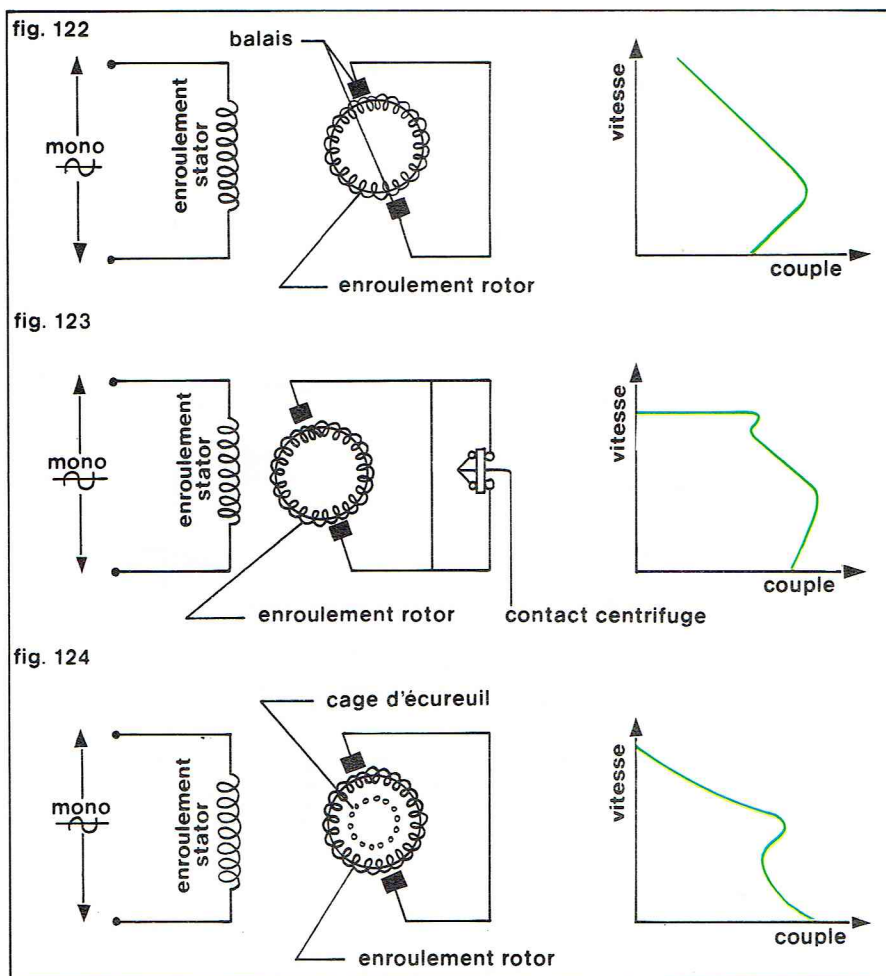 fig. 122
balais
mono
enroulement
stator
enroulement rotor
vitesse
couple
fig. 123
mono
enroulement
stator
enroulement rotor
contact centrifuge
vitesse
couple
fig. 124
cage d'écureuil
mono
enroulement
stator
enroulement rotor
vitesse
couple